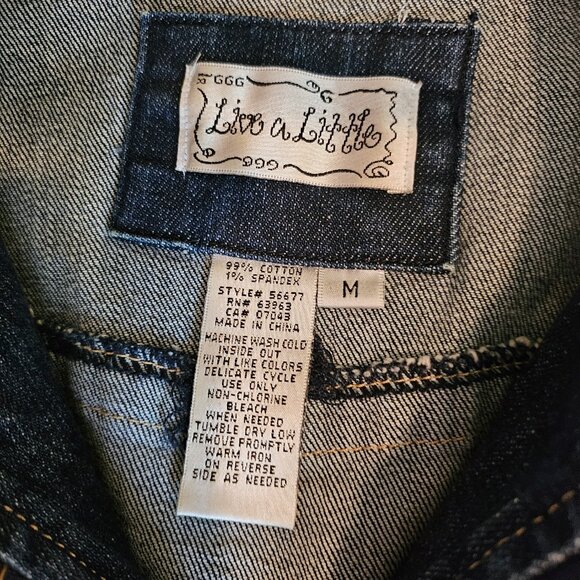 Live a Little
99% COTTON
1% SPANDEX
M
STYLE# 56677
RN# 63963
CA# 07043
MADE IN CHINA
MACHINE WASH COLD
INSIDE OUT
WITH LIKE COLORS
DELICATE CYCLE
USE ONLY
NON-CHLORINE
BLEACH
WHEN NEEDED
TUMBLE DRY LOW
REMOVE PROMPTLY
WARM IRON
ON REVERSE
SIDE AS NEEDED